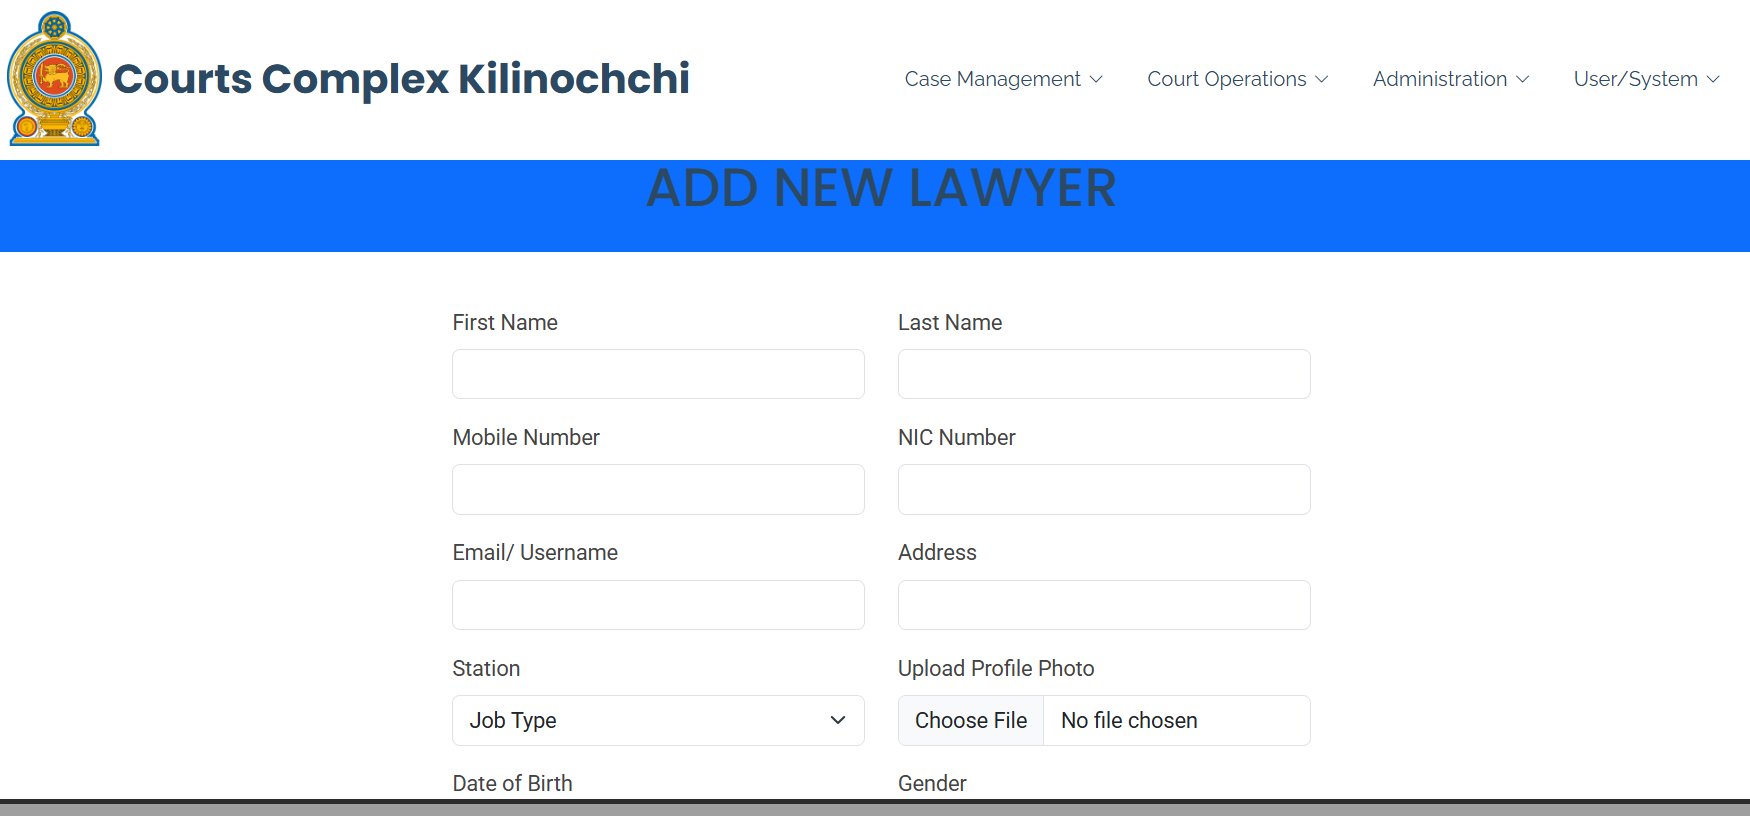 Courts Complex Kilinochchi
Case Management Court Operations Administration User/System
ADD NEW LAWYER
First Name Last Name
Mobile Number NIC Number
Email/ Username Address
Station Upload Profile Photo
Job Type Choose File No file chosen
Date of Birth Gender